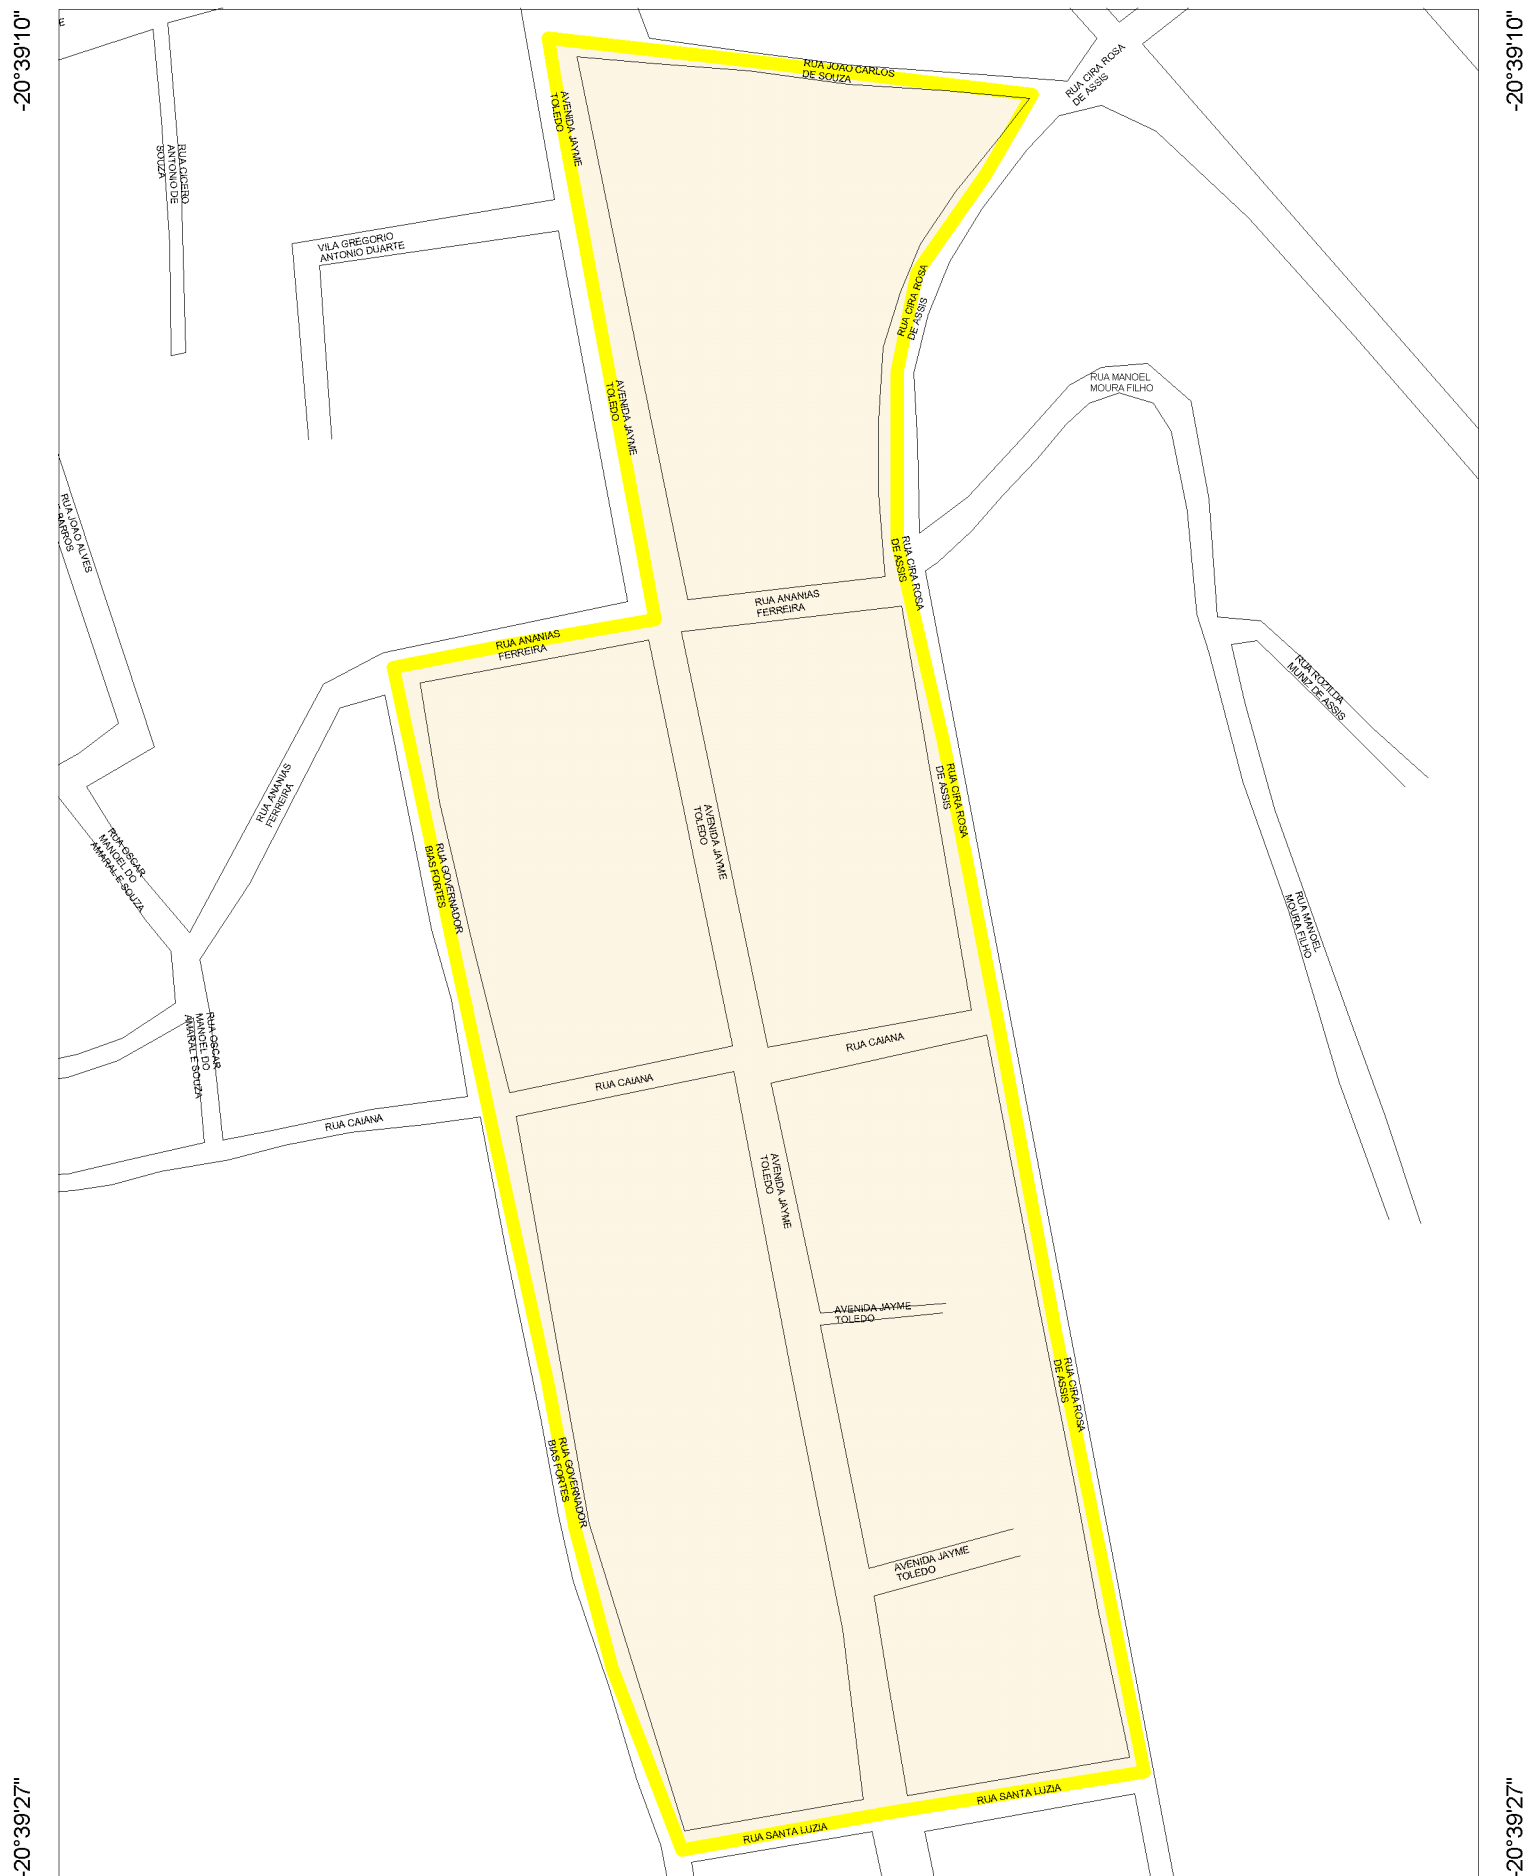 -20°39'10"
-20°39'10"
E
RUA JOAO CARLOS
DE SOUZA
RUA CIRA ROSA
DE ASSIS
AVENIDA JAYME
TOLEDO
RUA CICERO
ANTONIO DE
SOUZA
VILA GREGORIO
ANTONIO DUARTE
RUA CIRA ROSA
DE ASSIS
AVENIDA JAYME
TOLEDO
RUA MANOEL
MOURA FILHO
RUA JOAO ALVES
BARROS
RUA CIRA ROSA
DE ASSIS
RUA ANANIAS
FERREIRA
RUA ANANIAS
FERREIRA
RUA ROZILDA
MUNIZ DE ASSIS
RUA ANANIAS
FERREIRA
RUA CIRA ROSA
DE ASSIS
AVENIDA JAYME
TOLEDO
RUA OSCAR
MANOEL DO
AMARAL E SOUZA
RUA GOVERNADOR
BIAS FORTES
RUA MANOEL
MOURA FILHO
RUA OSCAR
MANOEL DO
AMARAL E SOUZA
RUA CAIANA
RUA CAIANA
RUA CAIANA
AVENIDA JAYME
TOLEDO
AVENIDA JAYME
TOLEDO
RUA CIRA ROSA
DE ASSIS
RUA GOVERNADOR
BIAS FORTES
AVENIDA JAYME
TOLEDO
RUA SANTA LUZIA
RUA SANTA LUZIA
-20°39'27"
-20°39'27"